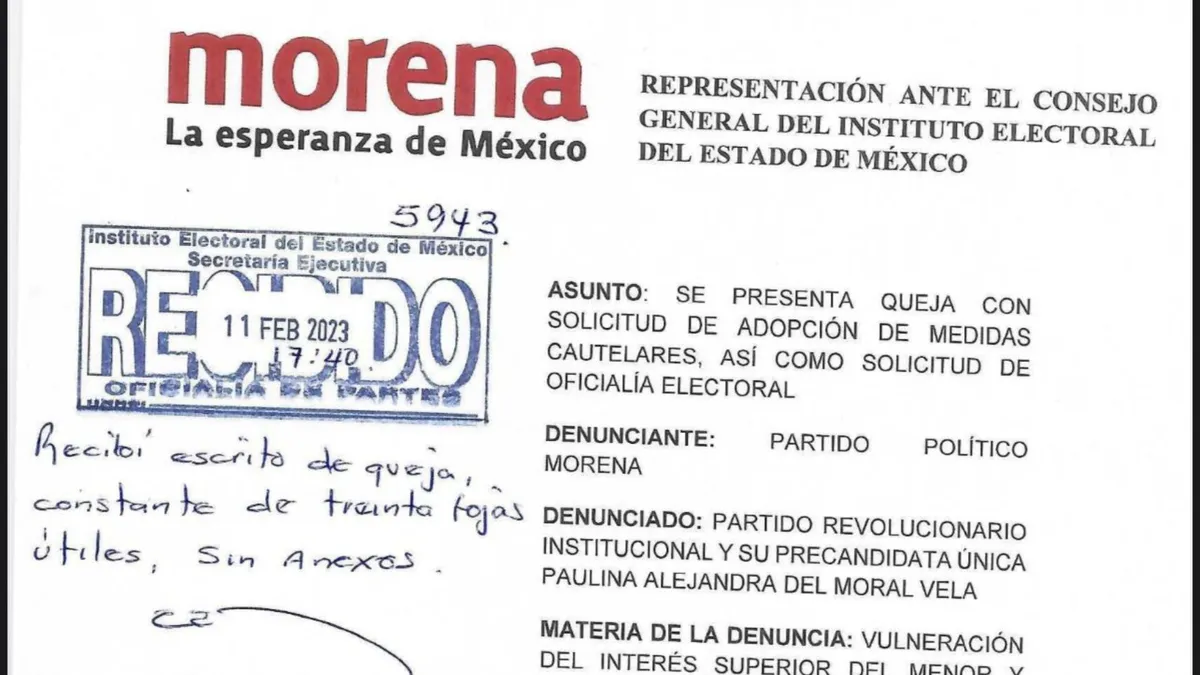 morena
La esperanza de México
REPRESENTACIÓN ANTE EL CONSEJO
GENERAL DEL INSTITUTO ELECTORAL
DEL ESTADO DE MÉXICO
5943
Instituto Electoral del Estado de México
Secretaría Ejecutiva
RECIBIDO
11 FEB 2023
17:40
OFICIALIA DE PARTES
Recibí escrito de queja,
constante de treinta fojas
útiles, Sin Anexos.
ASUNTO: SE PRESENTA QUEJA CON
SOLICITUD DE ADOPCIÓN DE MEDIDAS
CAUTELARES, ASÍ COMO SOLICITUD DE
OFICIALÍA ELECTORAL
DENUNCIANTE: PARTIDO POLÍTICO
MORENA
DENUNCIADO: PARTIDO REVOLUCIONARIO
INSTITUCIONAL Y SU PRECANDIDATA ÚNICA
PAULINA ALEJANDRA DEL MORAL VELA
MATERIA DE LA DENUNCIA: VULNERACIÓN
DEL INTERÉS SUPERIOR DEL MENOR Y